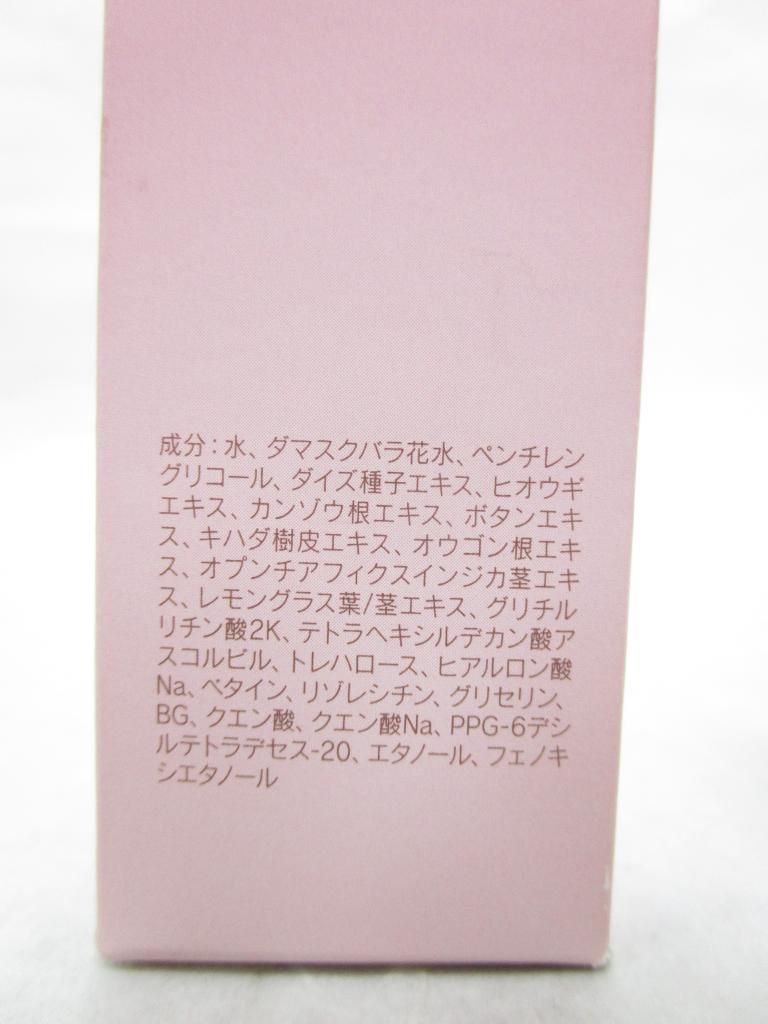 成分:水、ダマスクバラ花水、ペンチレン
グリコール、ダイズ種子エキス、ヒオウギ
エキス、カンゾウ根エキス、ボタンエキ
ス、キハダ樹皮エキス、オウゴン根エキ
ス、オプンチアフィクスインジカ茎エキ
ス、レモングラス葉/茎エキス、グリチル
リチン酸2K、テトラヘキシルデカン酸ア
スコルビル、トレハロース、ヒアルロン酸
Na、ベタイン、リゾレシチン、グリセリン、
BG、クエン酸、クエン酸Na、PPG-6デシ
ルテトラデセス-20、エタノール、フェノキ
シエタノール